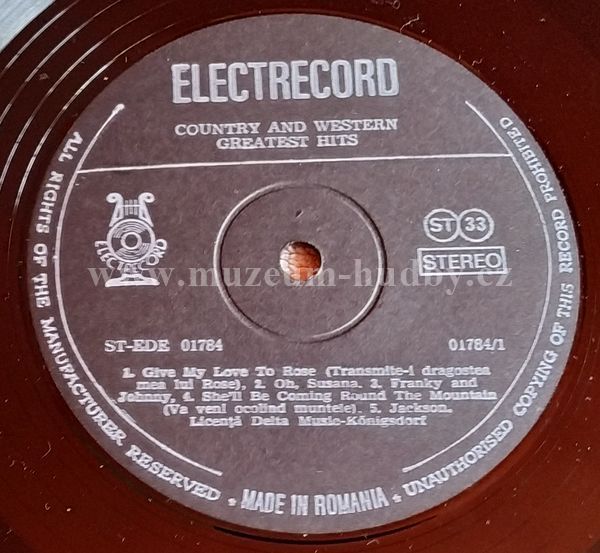 ELECTRECORD
COUNTRY AND WESTERN
GREATEST HITS
ELECTRECORD
ST 33
STEREO
www.muzeum-hudby.cz
ST-EDE 01784
01784/1
1. Give My Love To Rose (Transmite-i dragostea
mea lui Rose), 2. Oh, Susana. 3. Franky and
Johnny, 4. She'll Be Coming Round The Mountain
(Va veni ocolind muntele), 5. Jackson.
Licență Delta Music-Königsdorf
ALL RIGHTS OF THE MANUFACTURER RESERVED • MADE IN ROMANIA • UNAUTHORISED COPYING OF THIS RECORD PROHIBITED